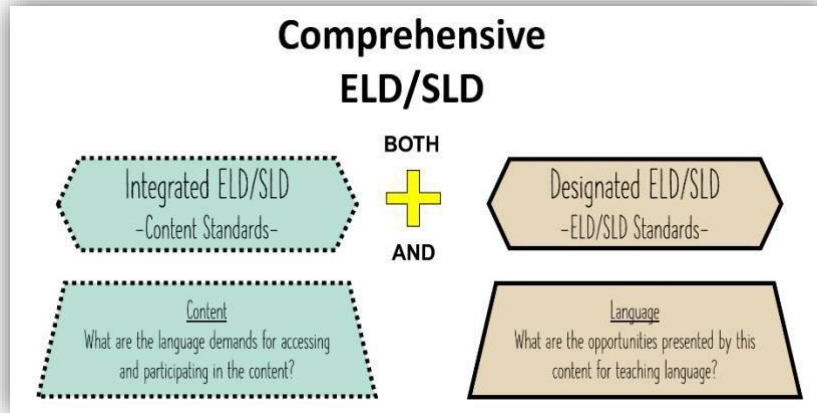 Comprehensive
ELD/SLD
BOTH
Integrated ELD/SLD
-Content Standards-
AND
Designated ELD/SLD
-ELD/SLD Standards-
Content
What are the language demands for accessing
and participating in the content?
Language
What are the opportunities presented by this
content for teaching language?